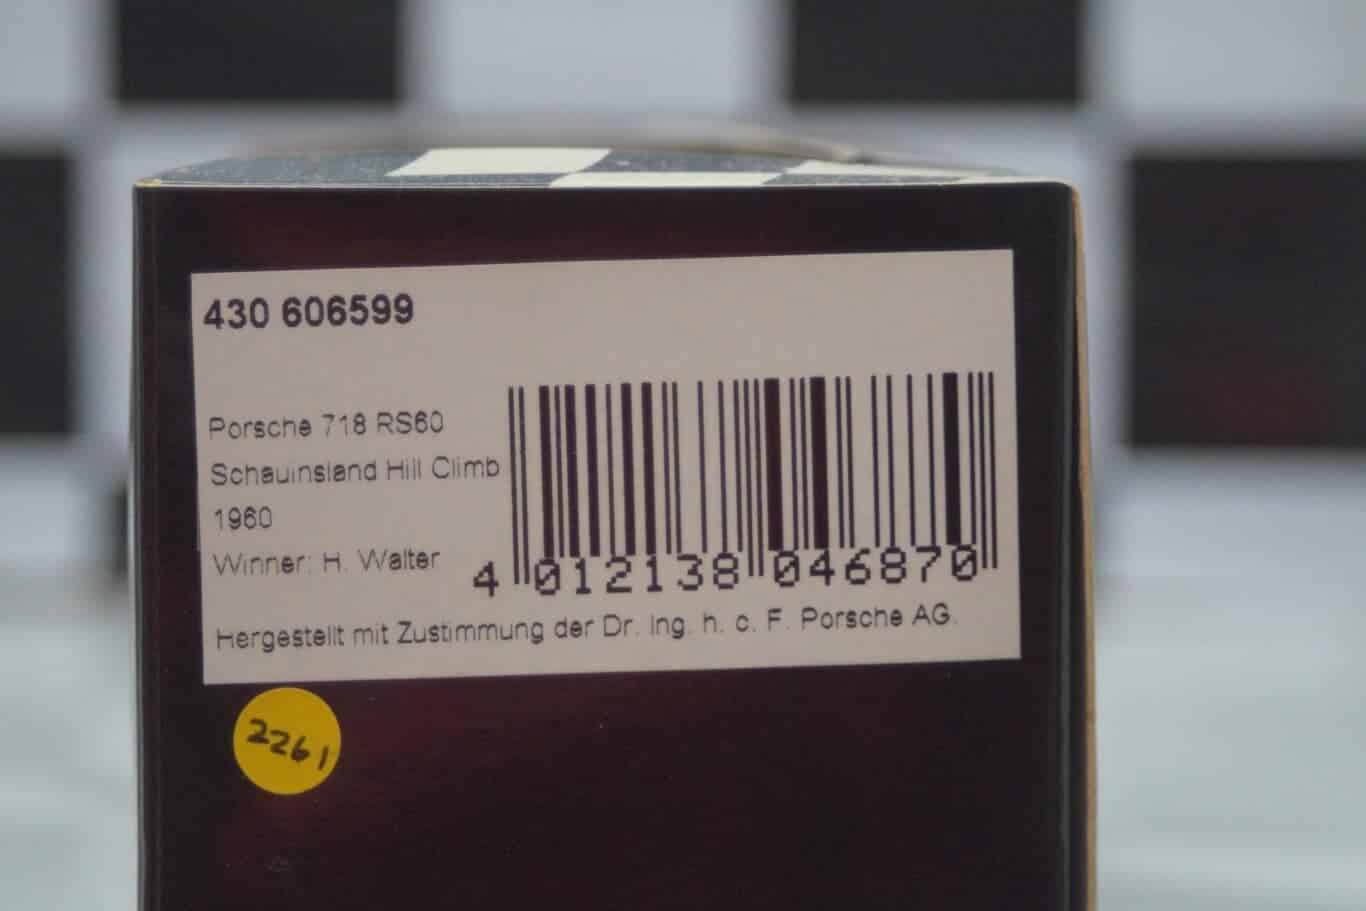 430 606599
Porsche 718 RS60
Schauinsland Hill Climb
1960
Winner: H. Walter
4 012138 046870
Hergestellt mit Zustimmung der Dr. Ing. h. c. F. Porsche AG.
2261